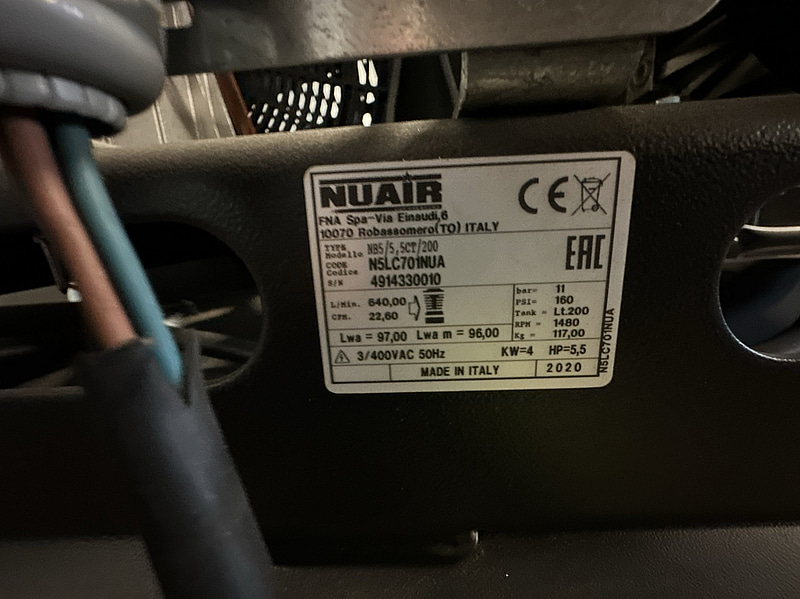 NUAIR
CE
FNA Spa-Via Einaudi,6
10070 Robassomero(TO) ITALY
TYPE
Modello NB5/5,5CT/200
CODE
Codice N5LC701NUA
S/N 4914330010
EAC
L/Min. 640,00
CFM. 22,60
bar= 11
PSI= 160
Tank = Lt.200
RPM = 1480
Kg = 117,00
Lwa = 97,00 Lwa m = 96,00
3/400VAC 50Hz KW=4 HP=5,5
MADE IN ITALY 2020
N5LC701NUA